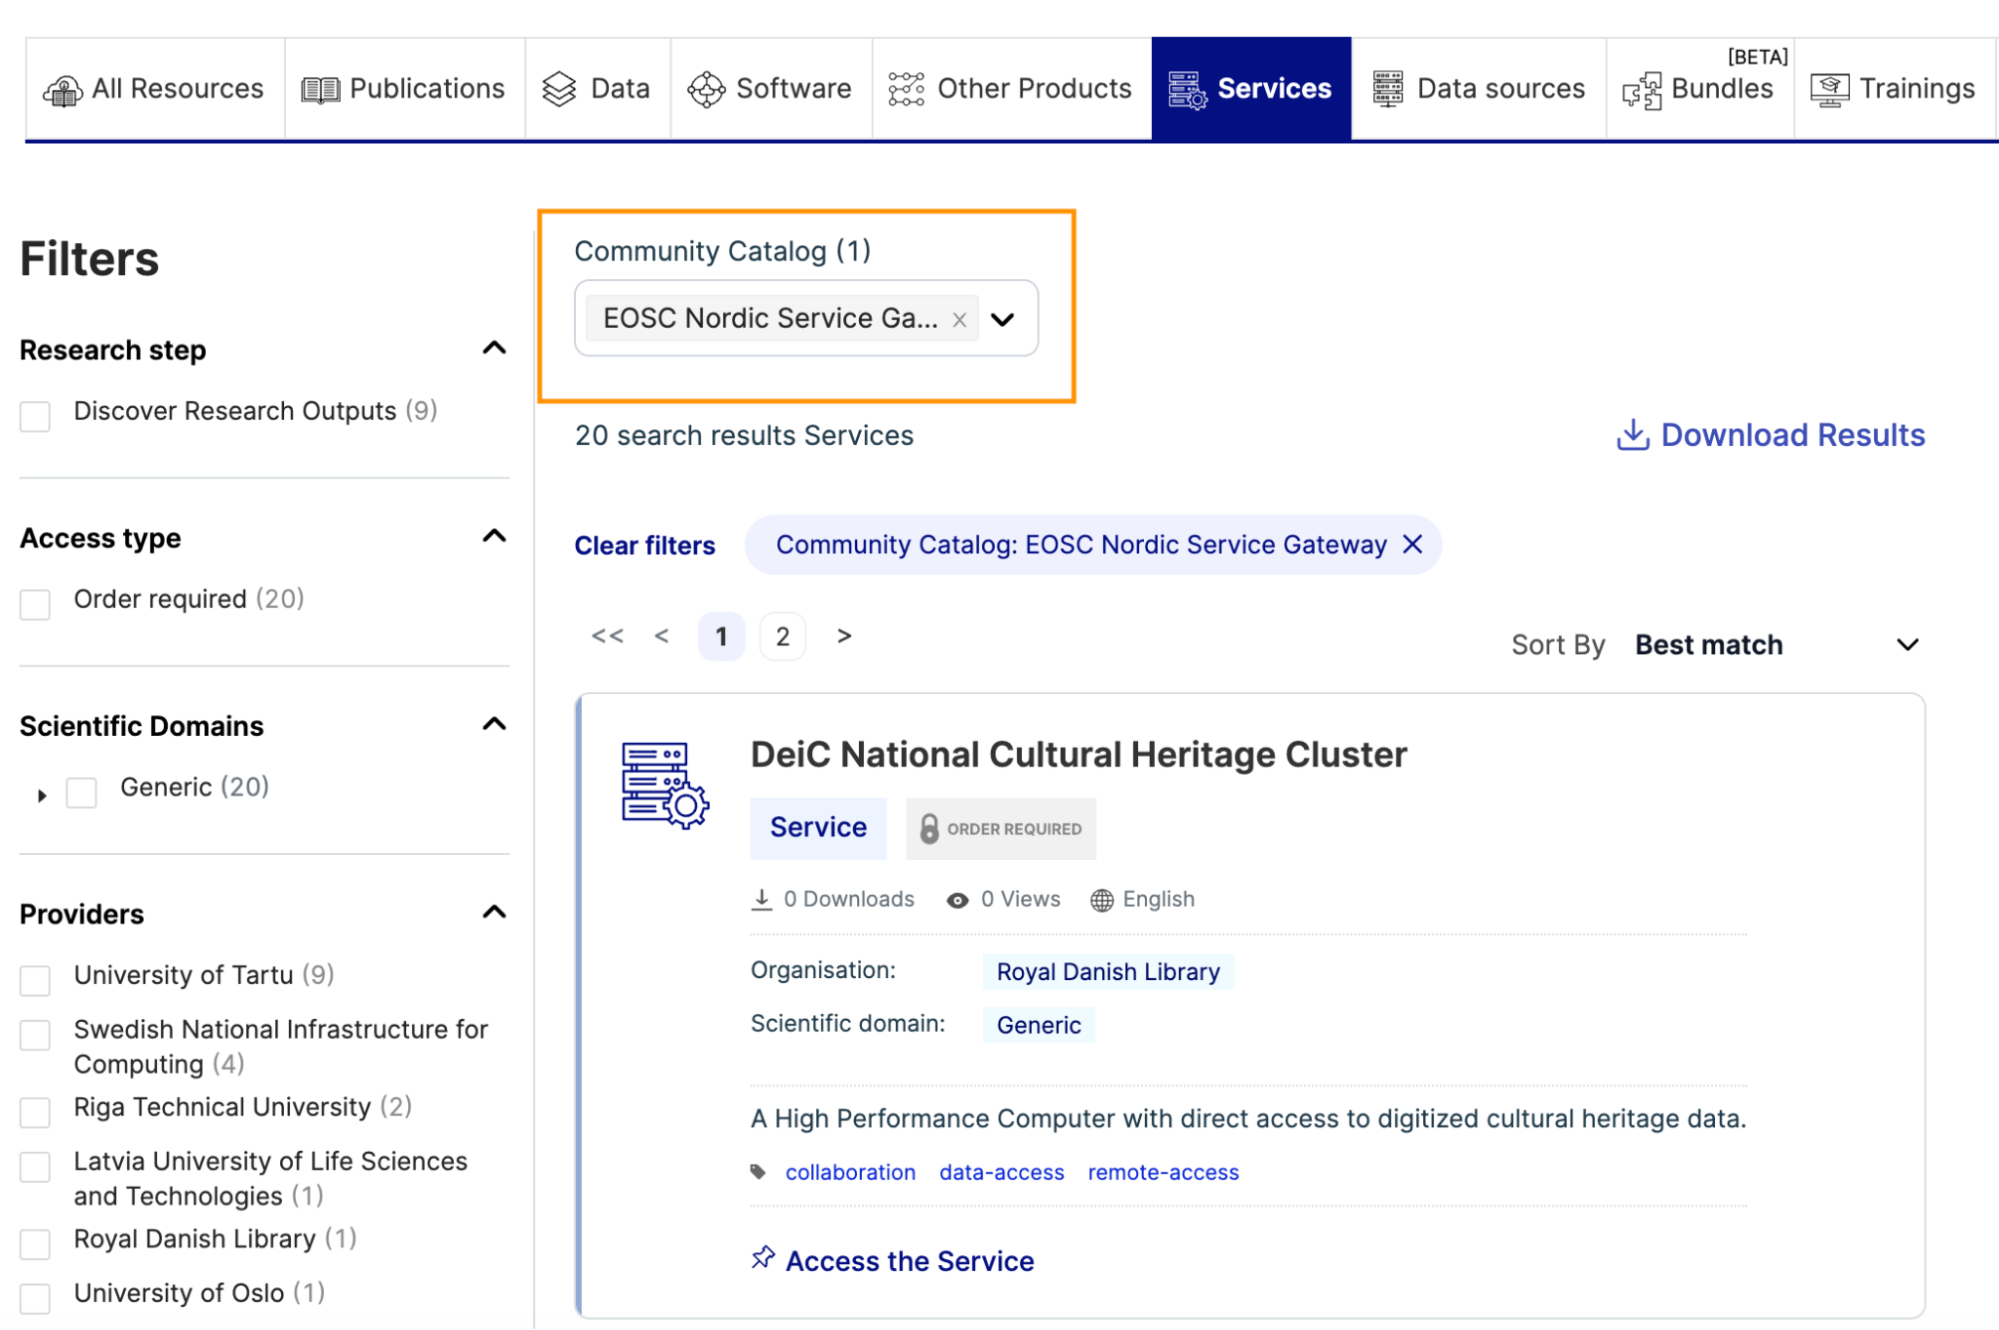 All Resources
Publications
Data
Software
Other Products
Services
Data sources
[BETA]
Bundles
Trainings
Filters
Research step
Discover Research Outputs (9)
Access type
Order required (20)
Scientific Domains
Generic (20)
Providers
University of Tartu (9)
Swedish National Infrastructure for
Computing (4)
Riga Technical University (2)
Latvia University of Life Sciences
and Technologies (1)
Royal Danish Library (1)
University of Oslo (1)
Community Catalog (1)
EOSC Nordic Service Ga... ×
20 search results Services
Download Results
Clear filters
Community Catalog: EOSC Nordic Service Gateway ×
<< < 1 2 >
Sort By Best match
DeiC National Cultural Heritage Cluster
Service
ORDER REQUIRED
0 Downloads 0 Views English
Organisation: Royal Danish Library
Scientific domain: Generic
A High Performance Computer with direct access to digitized cultural heritage data.
collaboration data-access remote-access
Access the Service